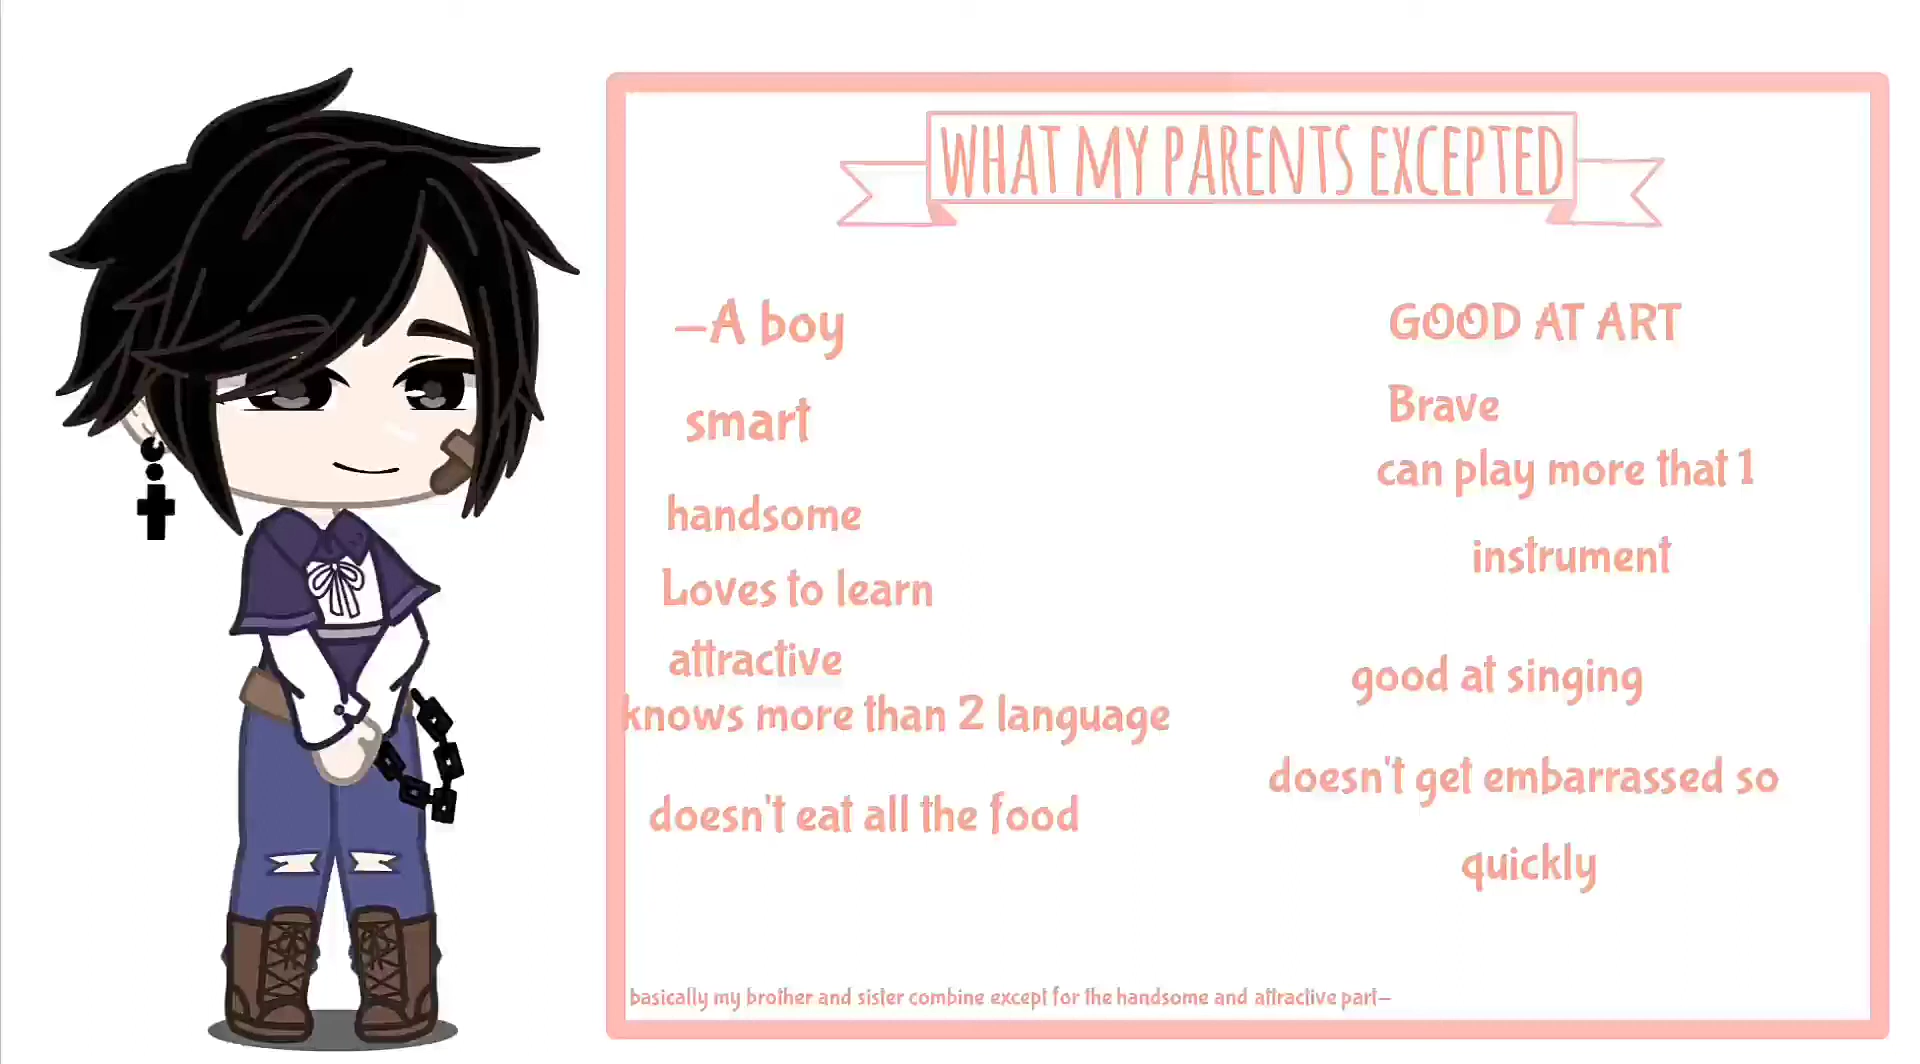 WHAT MY PARENTS EXCEPTED
–A boy
smart
handsome
Loves to learn
attractive
knows more than 2 language
doesn't eat all the food
GOOD AT ART
Brave
can play more that 1
instrument
good at singing
doesn't get embarrassed so
quickly
basically my brother and sister combine except for the handsome and attractive part–